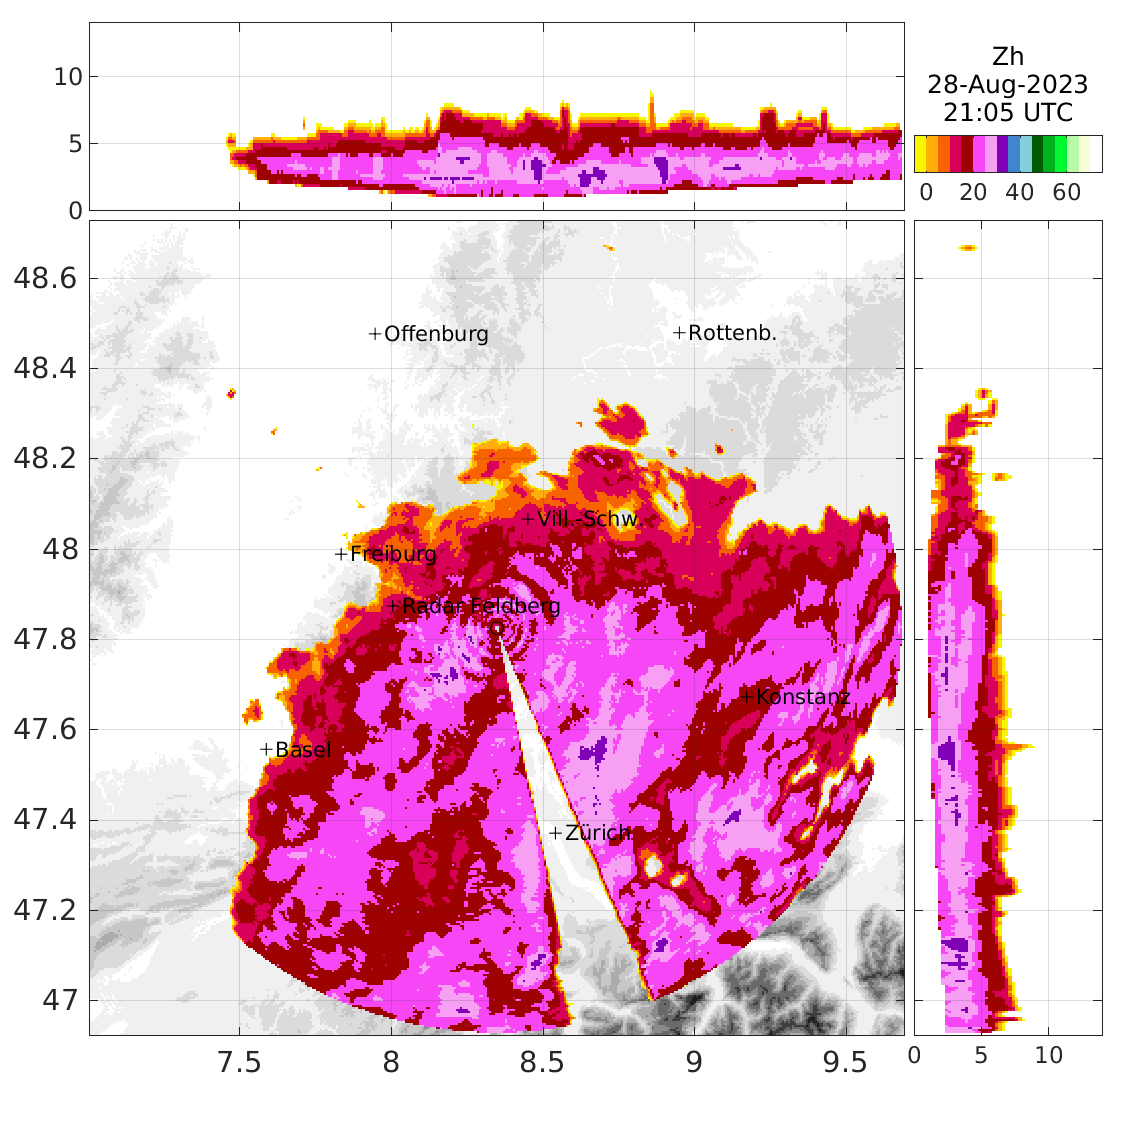 10
5
0
Zh
28-Aug-2023
21:05 UTC
0 20 40 60
48.6
48.4
48.2
48
47.8
47.6
47.4
47.2
47
+Offenburg
+Rottenb.
+Vill.-Schw.
+Freiburg
+Radar Feldberg
+Konstanz
+Basel
+Zürich
7.5 8 8.5 9 9.5
0 5 10